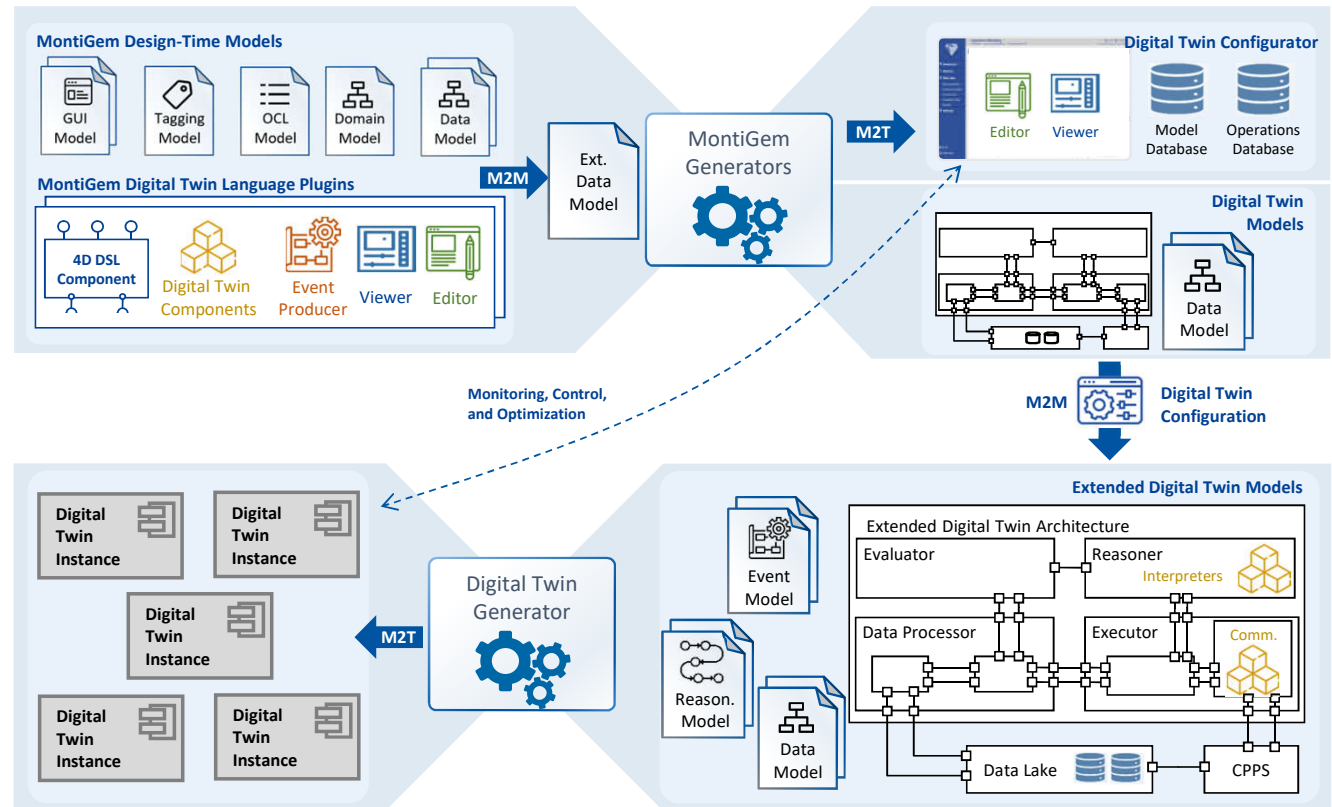 MontiGem Design-Time Models
GUI
Model
Tagging
Model
OCL
Model
Domain
Model
Data
Model
MontiGem Digital Twin Language Plugins
4D DSL
Component
Digital Twin
Components
Event
Producer
Viewer
Editor
M2M
Ext.
Data
Model
MontiGem
Generators
M2T
Digital Twin Configurator
Editor
Viewer
Model
Database
Operations
Database
Digital Twin
Models
Data
Model
M2M
Digital Twin
Configuration
Monitoring, Control,
and Optimization
Extended Digital Twin Models
Event
Model
Reason.
Model
Data
Model
Extended Digital Twin Architecture
Evaluator
Reasoner
Interpreters
Data Processor
Executor
Comm.
Data Lake
CPPS
Digital Twin
Generator
M2T
Digital
Twin
Instance
Digital
Twin
Instance
Digital
Twin
Instance
Digital
Twin
Instance
Digital
Twin
Instance